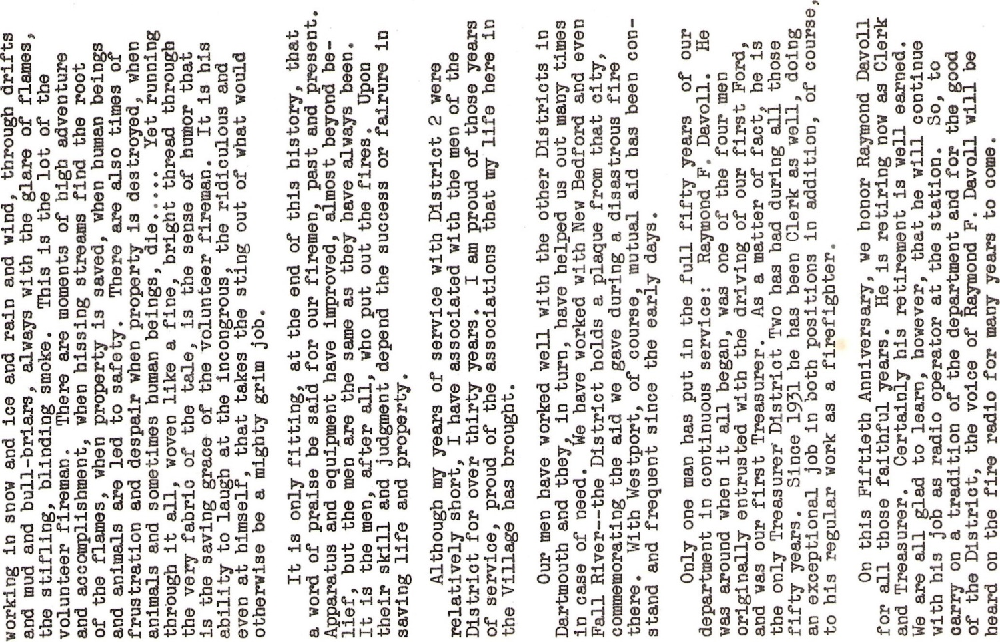 working in snow and ice and rain and wind, through drifts
and mud and bull-briars, always with the glare of flames,
the stifling, blinding smoke. This is the lot of the
volunteer fireman. There are moments of high adventure
and accomplishment, when hissing streams find the root
of the flames, when property is saved, when human beings
and animals are led to safety. There are also times of
frustration and despair when property is destroyed, when
animals and sometimes human beings, die..... Yet running
through it all, woven like a fine, bright thread through
the very fabric of the tale, is the sense of humor that
is the saving grace of the volunteer fireman. It is his
ability to laugh at the incongrous, the ridiculous and
even at himself, that takes the sting out of what would
otherwise be a mighty grim job.
It is only fitting, at the end of this history, that
a word of praise be said for our firemen, past and present.
Apparatus and equipment have improved, almost beyond be-
lief, but the men are the same as they have always been.
It is the men, after all, who put out the fires. Upon
their skill and judgment depend the success or fairure in
saving life and property.
Although my years of service with District 2 were
relatively short, I have associated with the men of the
District for over thirty years. I am proud of those years
of service, proud of the associations that my life here in
the Village has brought.
Our men have worked well with the other Districts in
Dartmouth and they, in turn, have helped us out many times
in case of need. We have worked with New Bedford and even
Fall River--the District holds a plaque from that city,
commemorating the aid we gave during a disastrous fire
there. With Westport, of course, mutual aid has been con-
stand and frequent since the early days.
Only one man has put in the full fifty years of our
department in continuous service: Raymond F. Davoll. He
was around when it all began, was one of the four men
originally entrusted with the driving of our first Ford,
and was our first Treasurer. As a matter of fact, he is
the only Treasurer District Two has had during all those
fifty years. Since 1931 he has been Clerk as well, doing
an exceptional job in both positions in addition, of course,
to his regular work as a firefighter.
On this Fiftieth Anniversary, we honor Raymond Davoll
for all those faithful years. He is retiring now as Clerk
and Treasurer. Certainly his retirement is well earned.
We are all glad to learn, however, that he will continue
with his job as radio operator at the station. So, to
carry on a tradition of the department and for the good
of the District, the voice of Raymond F. Davoll will be
heard on the fire radio for many years to come.